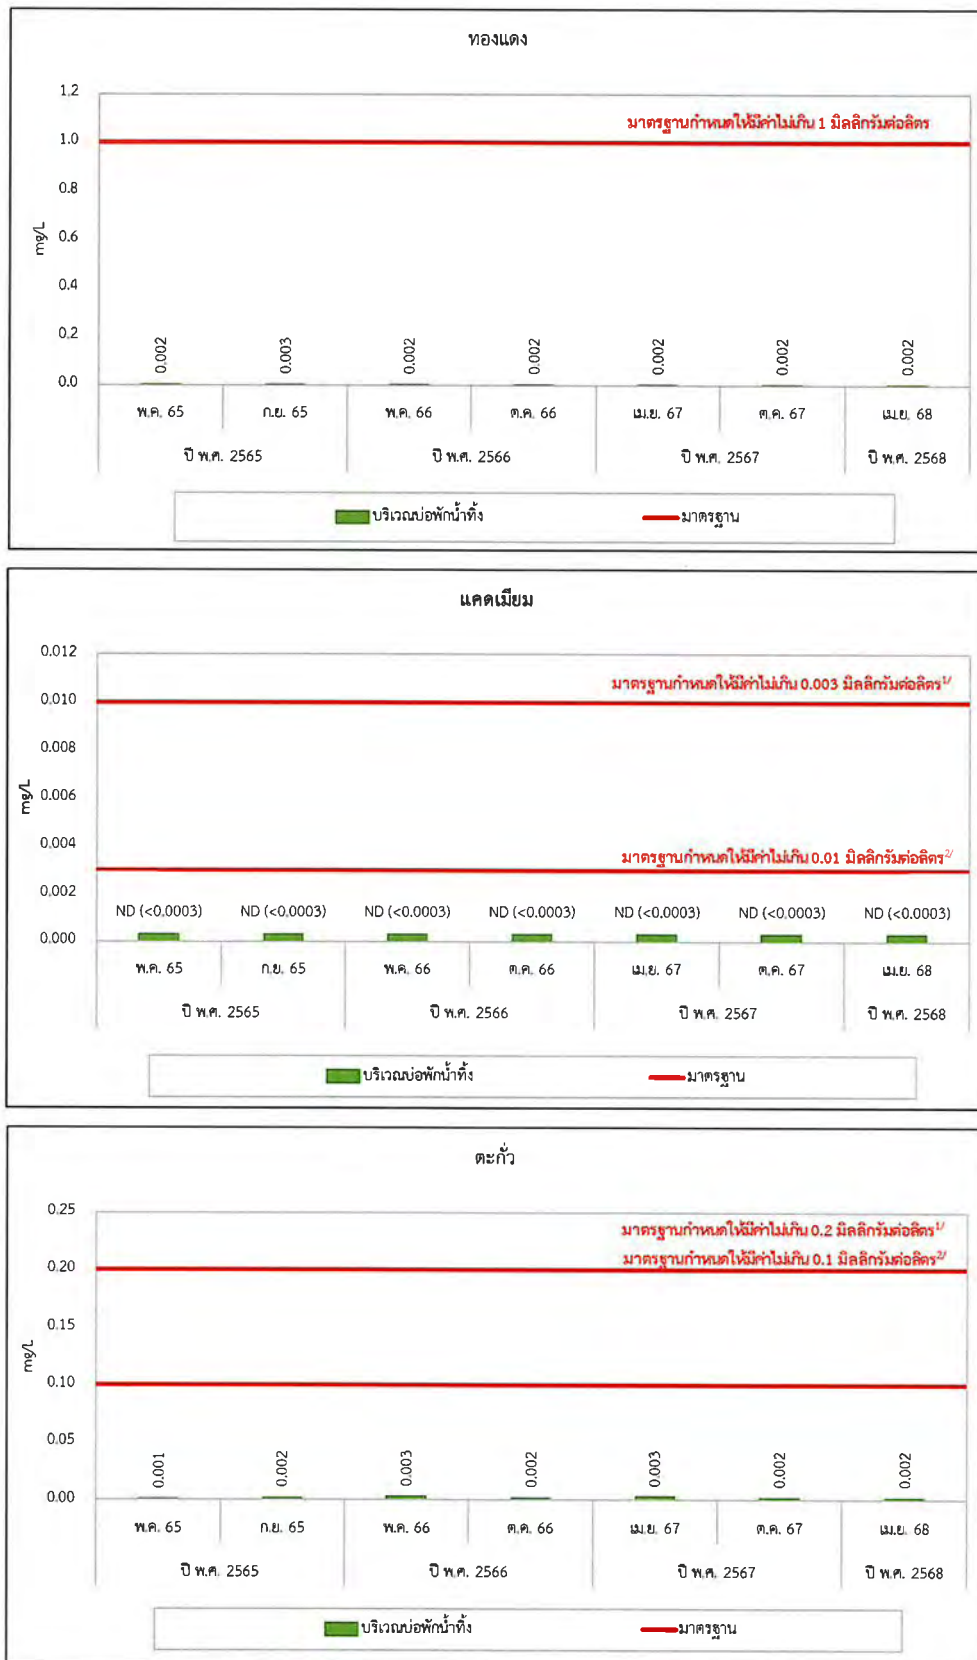 ทองแดง
มาตรฐานกำหนดให้มีค่าไม่เกิน 1 มิลลิกรัมต่อลิตร
mg/L
1.2
1.0
0.8
0.6
0.4
0.2
0.0
0.002 0.003 0.002 0.002 0.002 0.002 0.002
พ.ค. 65 ก.ย. 65 พ.ค. 66 ต.ค. 66 เม.ย. 67 ต.ค. 67 เม.ย. 68
ปี พ.ศ. 2565 ปี พ.ศ. 2566 ปี พ.ศ. 2567 ปี พ.ศ. 2568
บริเวณบ่อพักน้ำทิ้ง มาตรฐาน
แคดเมียม
มาตรฐานกำหนดให้มีค่าไม่เกิน 0.003 มิลลิกรัมต่อลิตร1/
มาตรฐานกำหนดให้มีค่าไม่เกิน 0.01 มิลลิกรัมต่อลิตร2/
mg/L
0.012
0.010
0.008
0.006
0.004
0.002
0.000
ND (<0.0003) ND (<0.0003) ND (<0.0003) ND (<0.0003) ND (<0.0003) ND (<0.0003) ND (<0.0003)
พ.ค. 65 ก.ย. 65 พ.ค. 66 ต.ค. 66 เม.ย. 67 ต.ค. 67 เม.ย. 68
ปี พ.ศ. 2565 ปี พ.ศ. 2566 ปี พ.ศ. 2567 ปี พ.ศ. 2568
บริเวณบ่อพักน้ำทิ้ง มาตรฐาน
ตะกั่ว
มาตรฐานกำหนดให้มีค่าไม่เกิน 0.2 มิลลิกรัมต่อลิตร1/
มาตรฐานกำหนดให้มีค่าไม่เกิน 0.1 มิลลิกรัมต่อลิตร2/
mg/L
0.25
0.20
0.15
0.10
0.05
0.00
0.001 0.002 0.003 0.002 0.003 0.002 0.002
พ.ค. 65 ก.ย. 65 พ.ค. 66 ต.ค. 66 เม.ย. 67 ต.ค. 67 เม.ย. 68
ปี พ.ศ. 2565 ปี พ.ศ. 2566 ปี พ.ศ. 2567 ปี พ.ศ. 2568
บริเวณบ่อพักน้ำทิ้ง มาตรฐาน